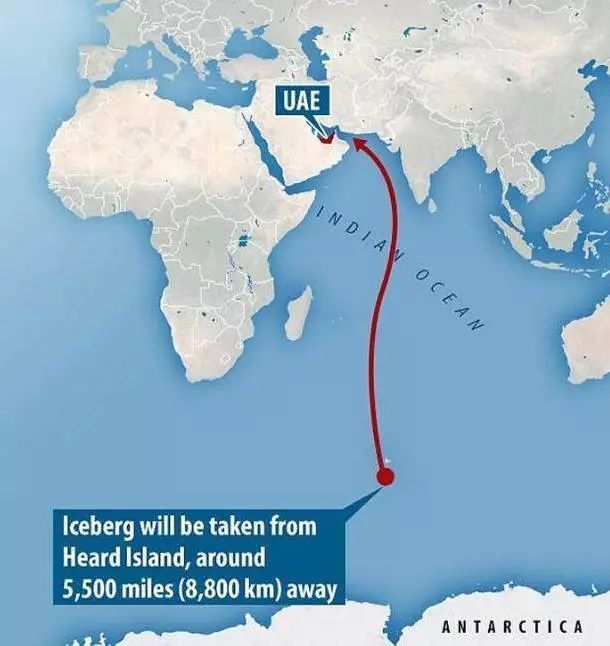 UAE
INDIAN OCEAN
Iceberg will be taken from
Heard Island, around
5,500 miles (8,800 km) away
ANTARCTICA